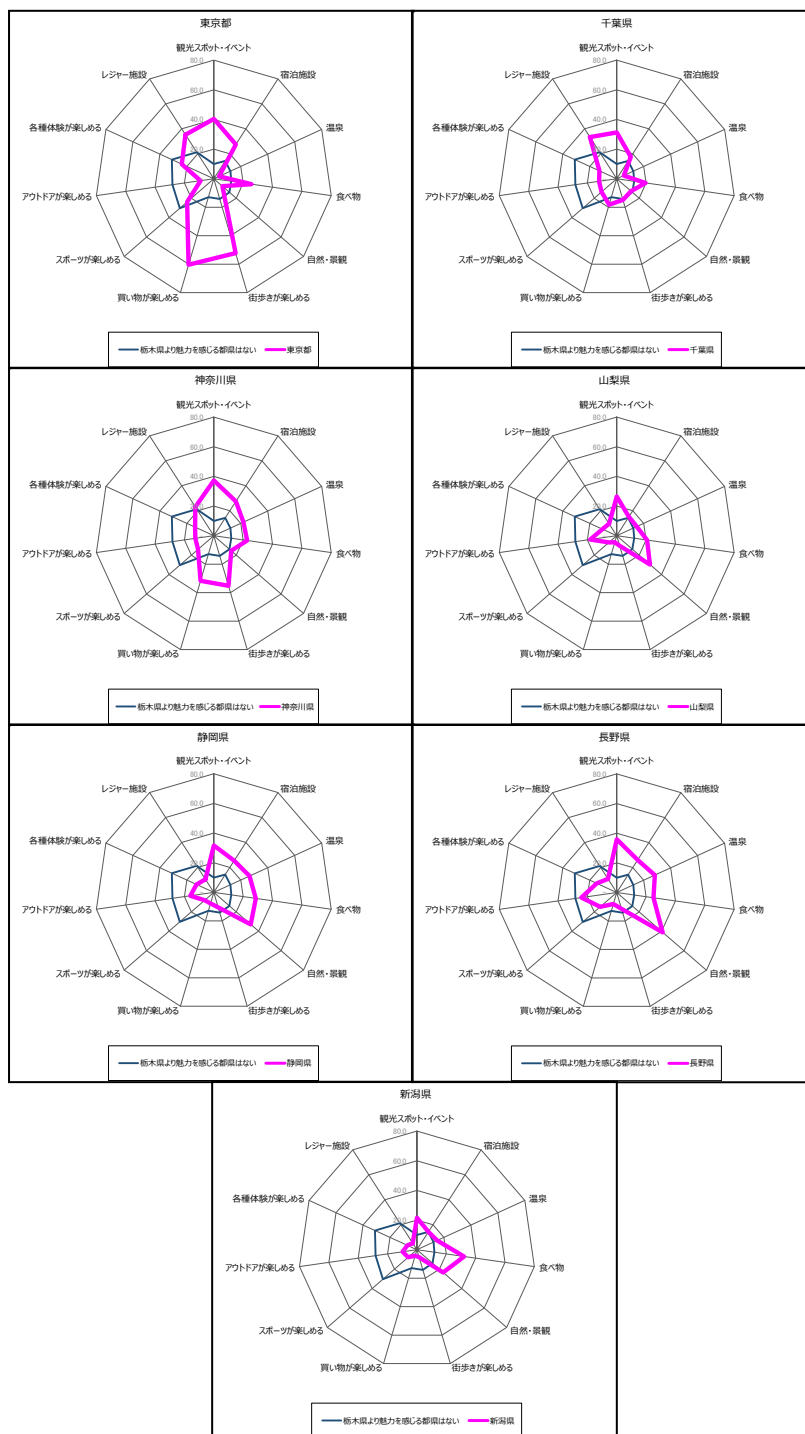 東京都
観光スポット・イベント
80.0
60.0
40.0
20.0
宿泊施設
温泉
食べ物
自然・景観
街歩きが楽しめる
買い物が楽しめる
スポーツが楽しめる
アウトドアが楽しめる
各種体験が楽しめる
レジャー施設
栃木県より魅力を感じる都県はない 東京都
千葉県
観光スポット・イベント
80.0
60.0
40.0
20.0
宿泊施設
温泉
食べ物
自然・景観
街歩きが楽しめる
買い物が楽しめる
スポーツが楽しめる
アウトドアが楽しめる
各種体験が楽しめる
レジャー施設
栃木県より魅力を感じる都県はない 千葉県
神奈川県
観光スポット・イベント
80.0
60.0
40.0
20.0
宿泊施設
温泉
食べ物
自然・景観
街歩きが楽しめる
買い物が楽しめる
スポーツが楽しめる
アウトドアが楽しめる
各種体験が楽しめる
レジャー施設
栃木県より魅力を感じる都県はない 神奈川県
山梨県
観光スポット・イベント
80.0
60.0
40.0
20.0
宿泊施設
温泉
食べ物
自然・景観
街歩きが楽しめる
買い物が楽しめる
スポーツが楽しめる
アウトドアが楽しめる
各種体験が楽しめる
レジャー施設
栃木県より魅力を感じる都県はない 山梨県
静岡県
観光スポット・イベント
80.0
60.0
40.0
20.0
宿泊施設
温泉
食べ物
自然・景観
街歩きが楽しめる
買い物が楽しめる
スポーツが楽しめる
アウトドアが楽しめる
各種体験が楽しめる
レジャー施設
栃木県より魅力を感じる都県はない 静岡県
長野県
観光スポット・イベント
80.0
60.0
40.0
20.0
宿泊施設
温泉
食べ物
自然・景観
街歩きが楽しめる
買い物が楽しめる
スポーツが楽しめる
アウトドアが楽しめる
各種体験が楽しめる
レジャー施設
栃木県より魅力を感じる都県はない 長野県
新潟県
観光スポット・イベント
80.0
60.0
40.0
20.0
宿泊施設
温泉
食べ物
自然・景観
街歩きが楽しめる
買い物が楽しめる
スポーツが楽しめる
アウトドアが楽しめる
各種体験が楽しめる
レジャー施設
栃木県より魅力を感じる都県はない 新潟県